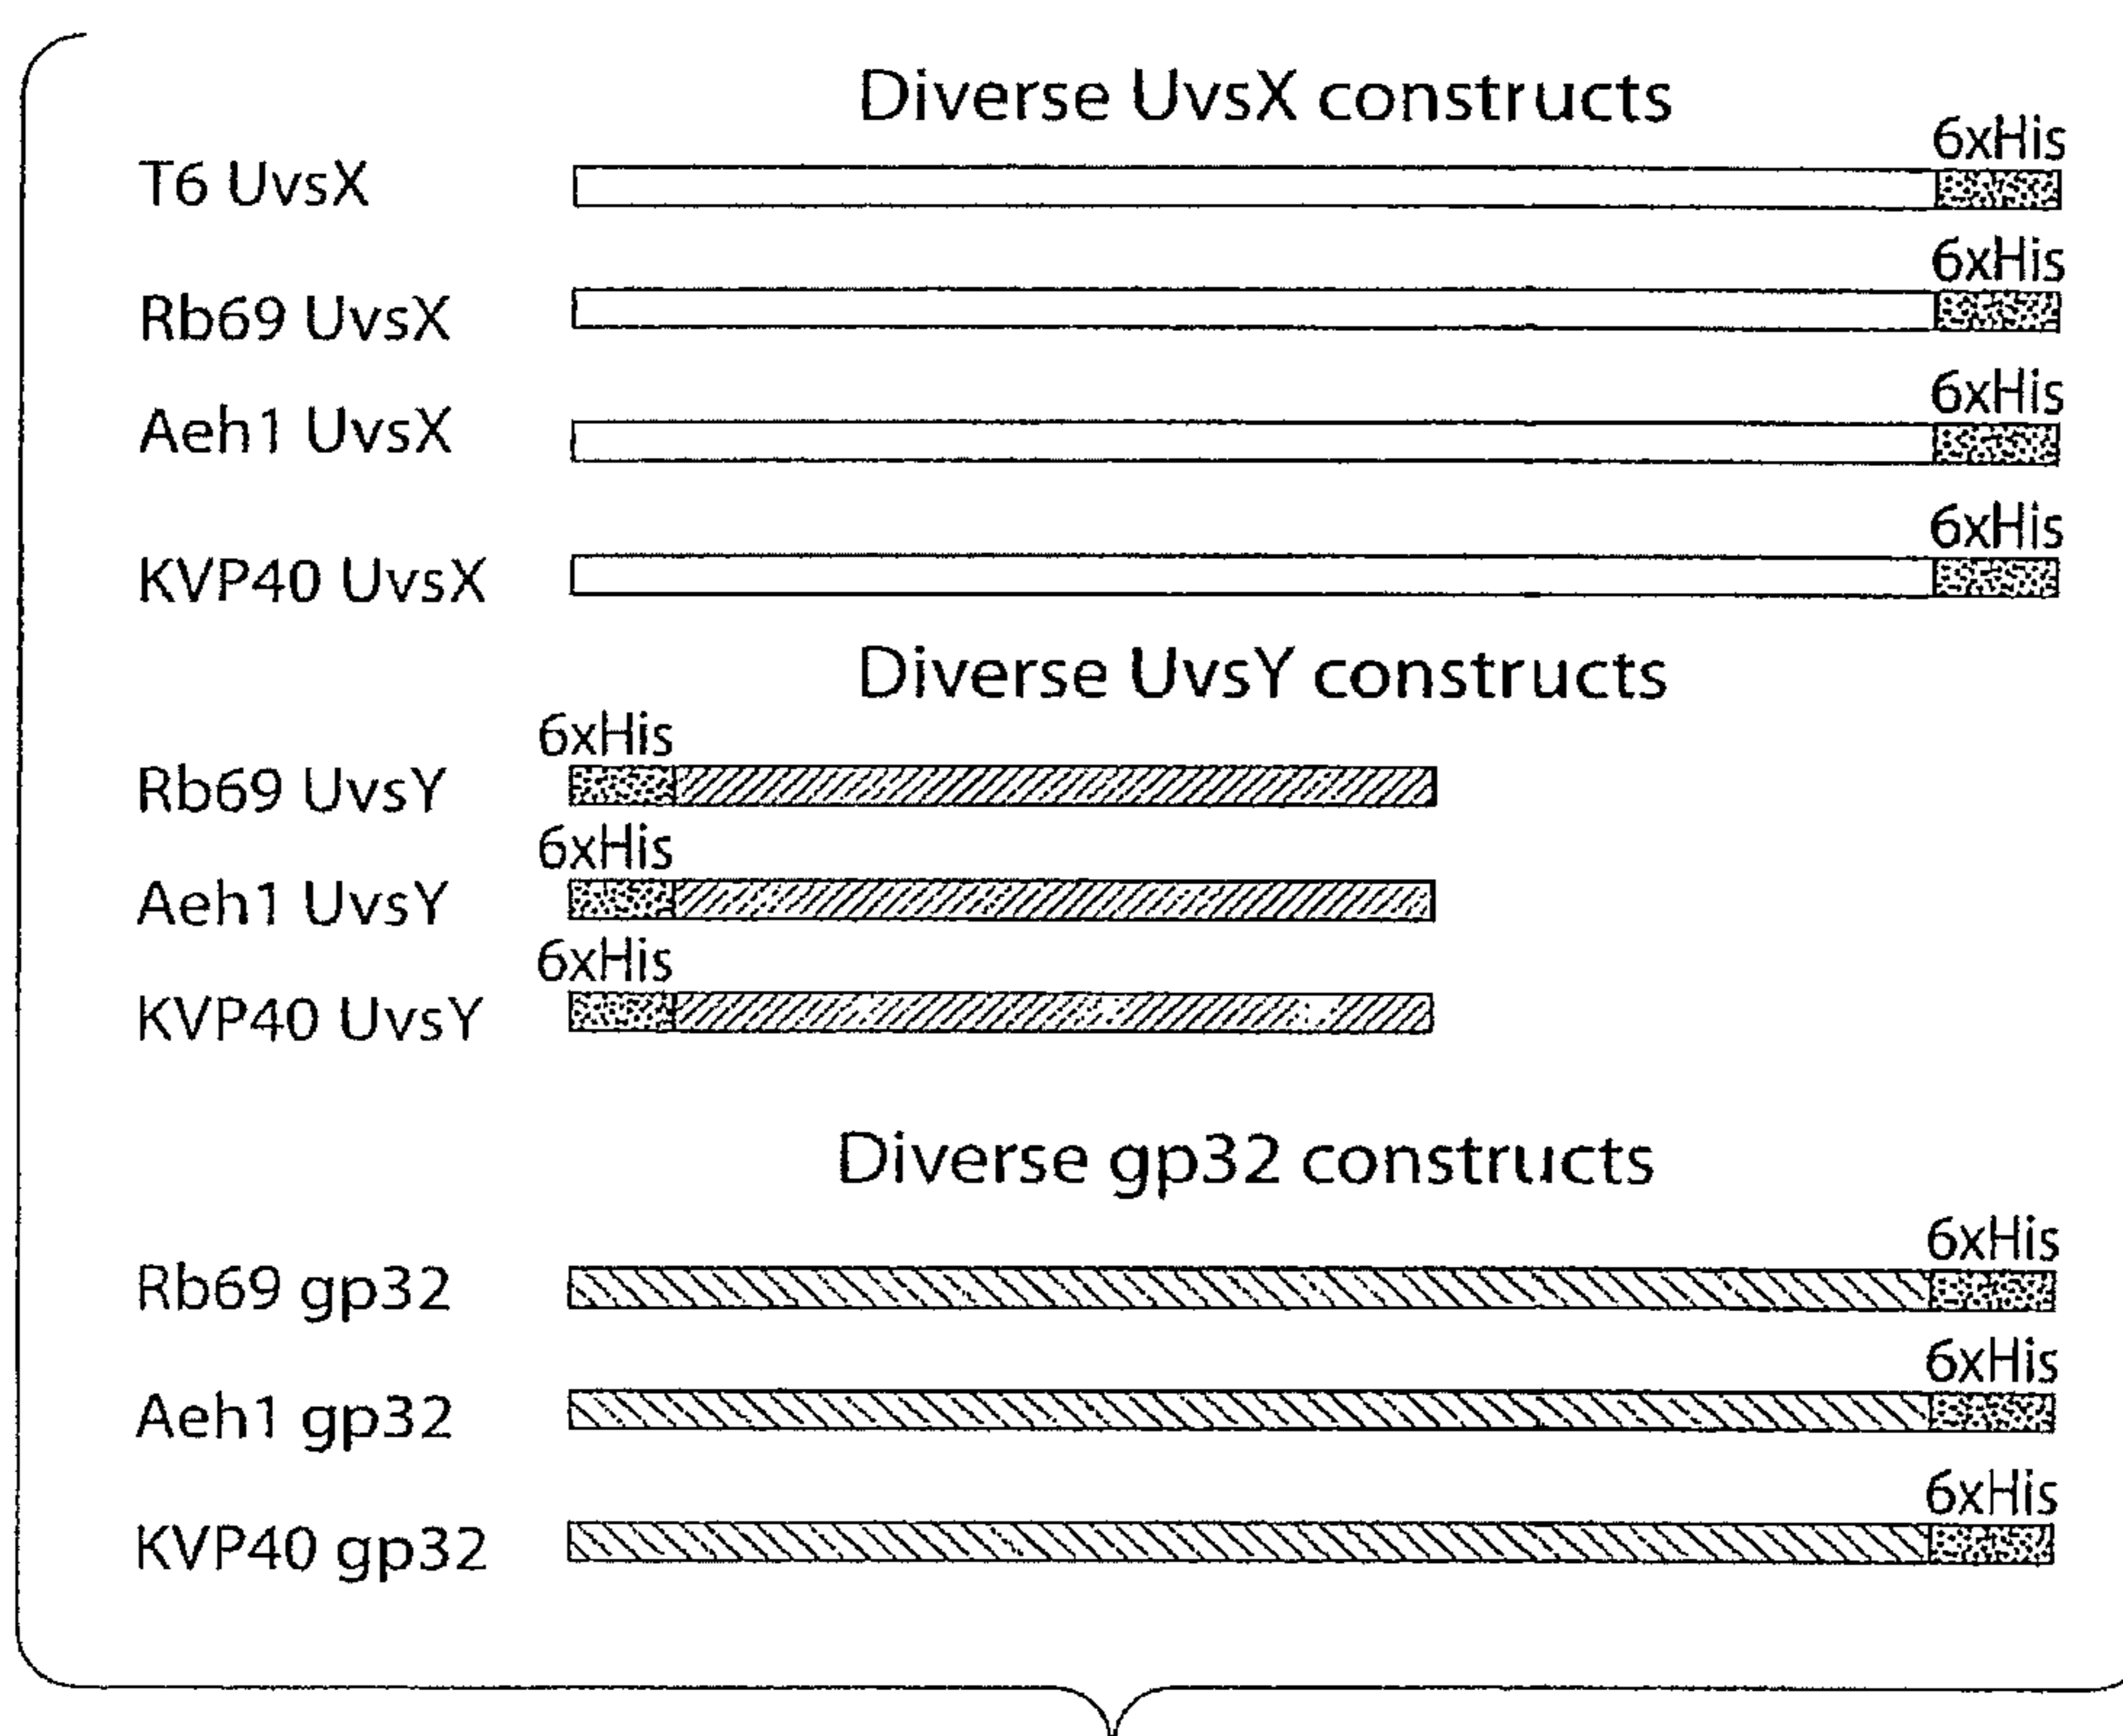 Diverse UvsX constructs
6xHis
T6 UvsX
6xHis
Rb69 UvsX
6xHis
Aeh1 UvsX
6xHis
KVP40 UvsX
Diverse UvsY constructs
6xHis
Rb69 UvsY
6xHis
Aeh1 UvsY
6xHis
KVP40 UvsY
Diverse gp32 constructs
6xHis
Rb69 gp32
6xHis
Aeh1 gp32
6xHis
KVP40 gp32